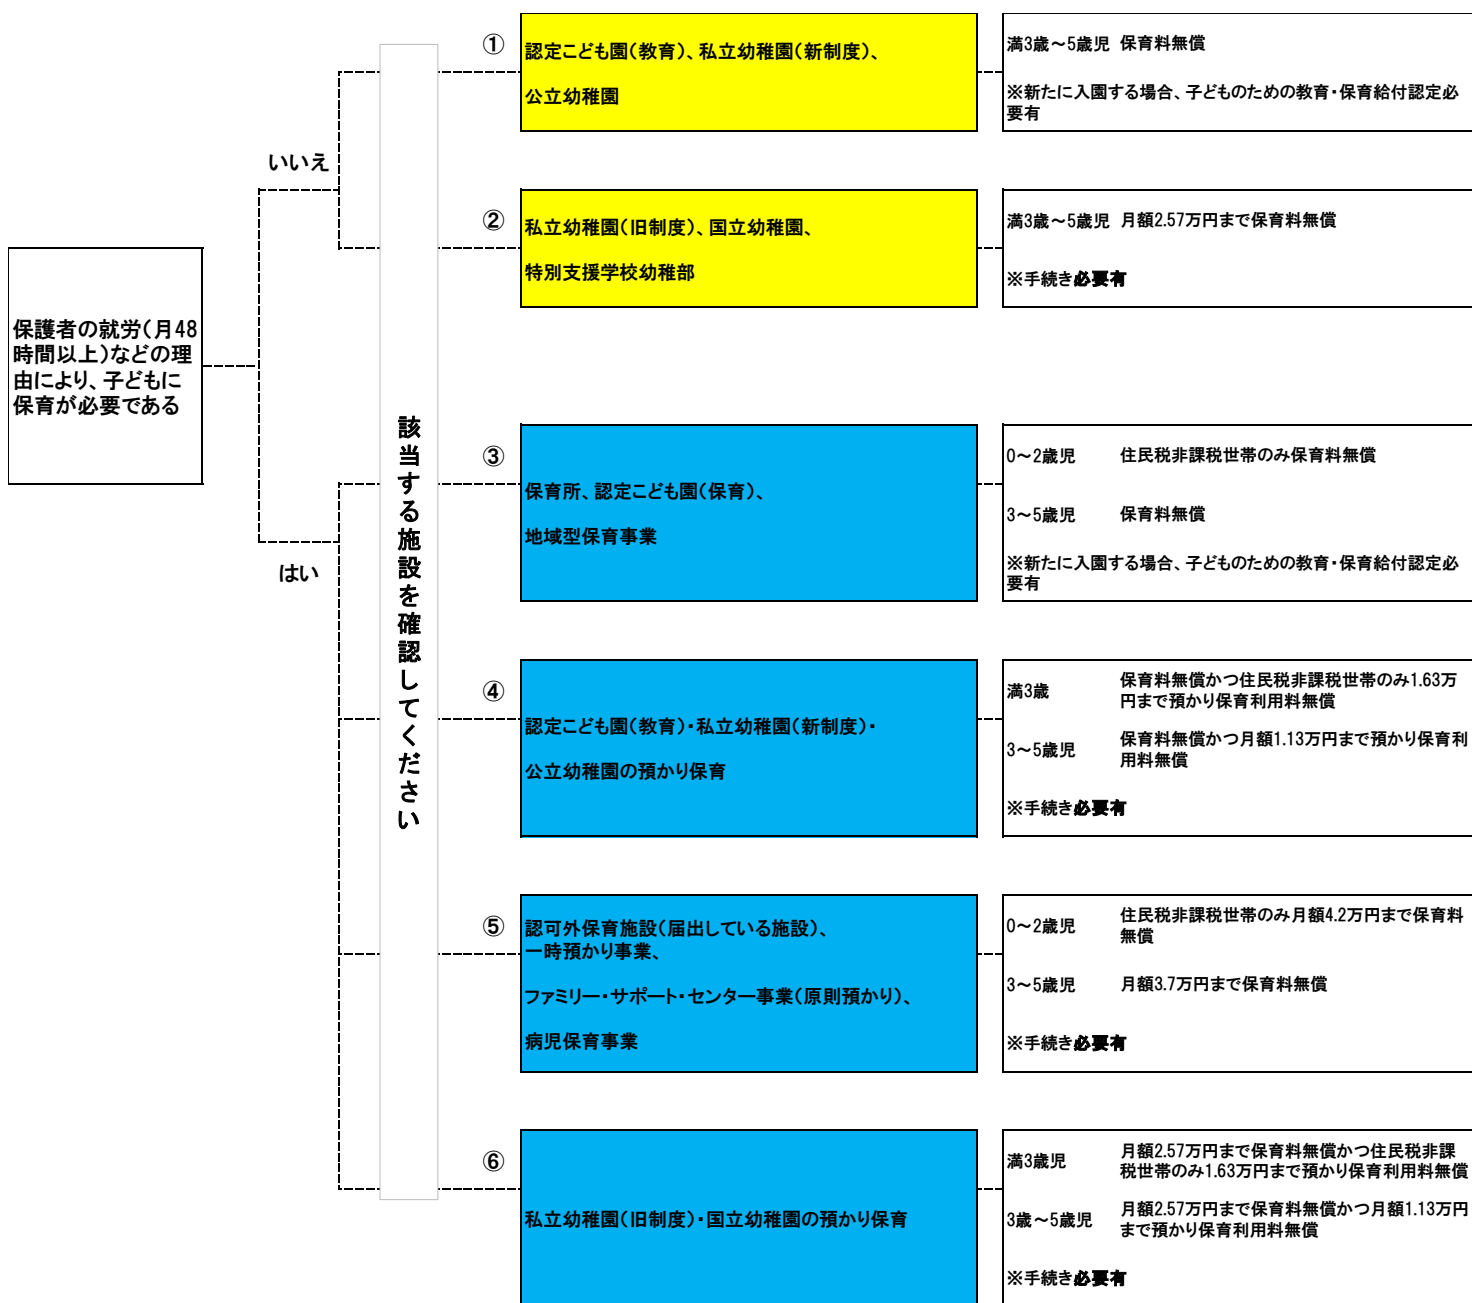 保護者の就労(月48
時間以上)などの理
由により、子どもに
保育が必要である
いいえ
はい
該当する施設を確認してください
①
認定こども園(教育)、私立幼稚園(新制度)、
公立幼稚園
満3歳～5歳児 保育料無償
※新たに入園する場合、子どものための教育・保育給付認定必
要有
②
私立幼稚園(旧制度)、国立幼稚園、
特別支援学校幼稚部
満3歳～5歳児 月額2.57万円まで保育料無償
※手続き必要有
③
保育所、認定こども園(保育)、
地域型保育事業
0～2歳児 住民税非課税世帯のみ保育料無償
3～5歳児 保育料無償
※新たに入園する場合、子どものための教育・保育給付認定必
要有
④
認定こども園(教育)・私立幼稚園(新制度)・
公立幼稚園の預かり保育
満3歳 保育料無償かつ住民税非課税世帯のみ1.63万
円まで預かり保育利用料無償
3～5歳児 保育料無償かつ月額1.13万円まで預かり保育利
用料無償
※手続き必要有
⑤
認可外保育施設(届出している施設)、
一時預かり事業、
ファミリー・サポート・センター事業(原則預かり)、
病児保育事業
0～2歳児 住民税非課税世帯のみ月額4.2万円まで保育料
無償
3～5歳児 月額3.7万円まで保育料無償
※手続き必要有
⑥
私立幼稚園(旧制度)・国立幼稚園の預かり保育
満3歳児 月額2.57万円まで保育料無償かつ住民税非課
税世帯のみ1.63万円まで預かり保育利用料無償
3歳～5歳児 月額2.57万円まで保育料無償かつ月額1.13万円
まで預かり保育利用料無償
※手続き必要有